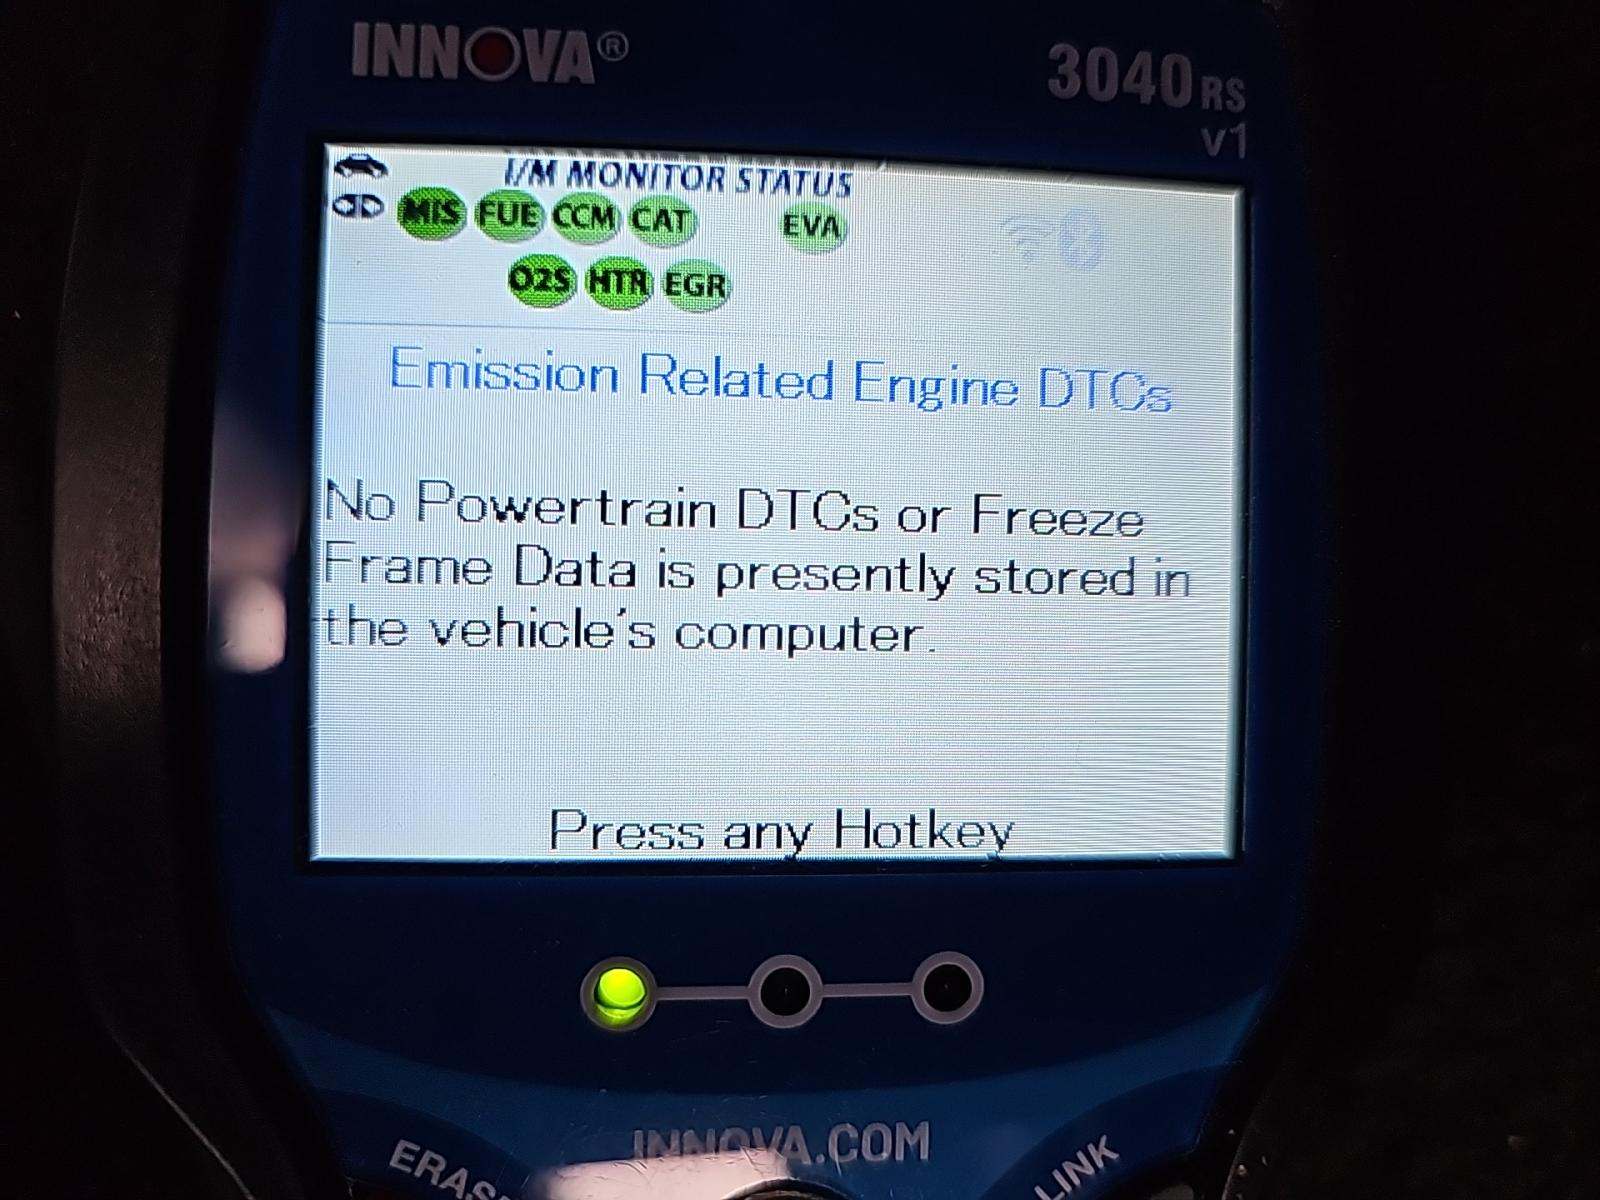 INNOVA®
3040RS
v1
I/M MONITOR STATUS
MIS FUE CCM CAT EVA
O2S HTR EGR
Emission Related Engine DTCs
No Powertrain DTCs or Freeze
Frame Data is presently stored in
the vehicle's computer.
Press any Hotkey
INNOVA.COM
ERAS
LINK